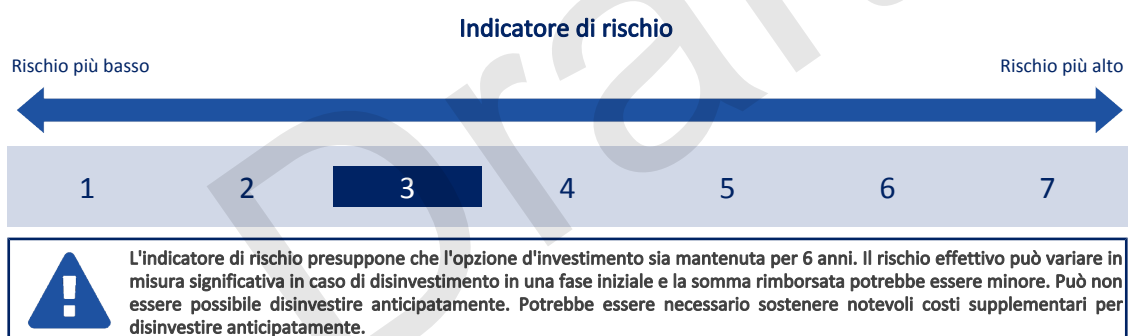 Indicatore di rischio
Rischio più basso
Rischio più alto
1 2 3 4 5 6 7
L'indicatore di rischio presuppone che l'opzione d'investimento sia mantenuta per 6 anni. Il rischio effettivo può variare in
misura significativa in caso di disinvestimento in una fase iniziale e la somma rimborsata potrebbe essere minore. Può non
essere possibile disinvestire anticipatamente. Potrebbe essere necessario sostenere notevoli costi supplementari per
disinvestire anticipatamente.